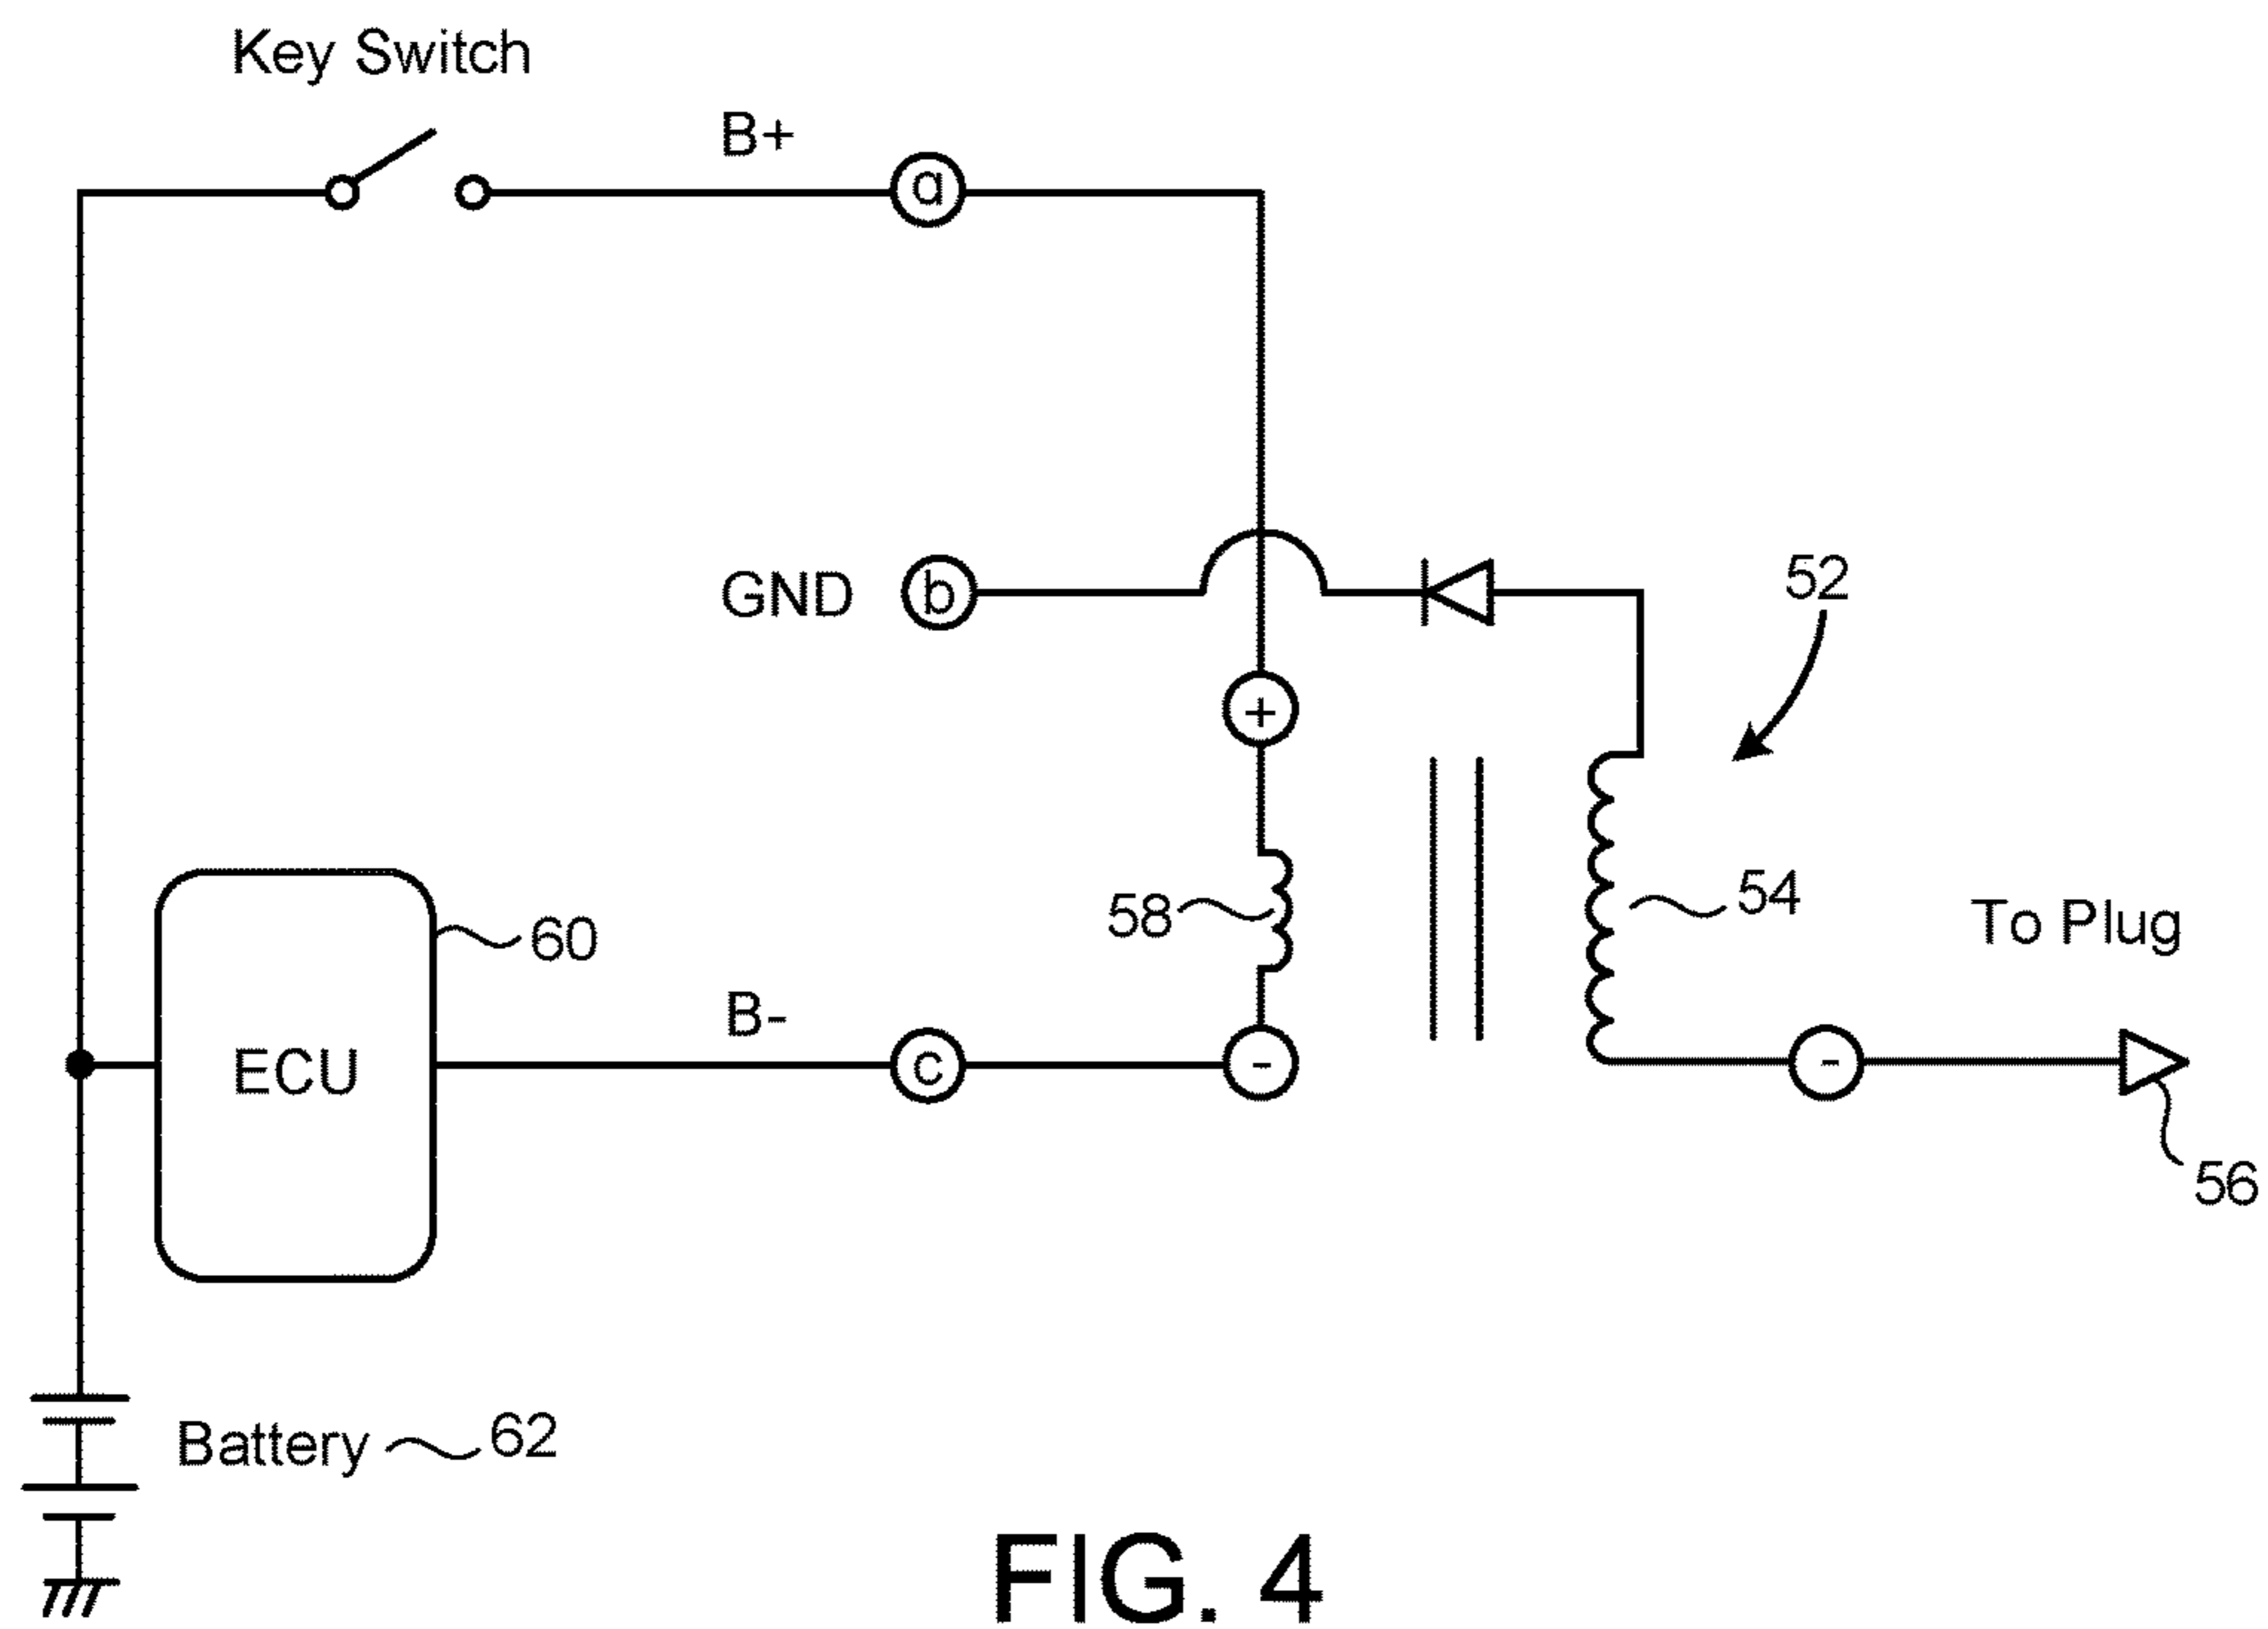 Key Switch
B+
a
GND
b
52
+
58
54
To Plug
60
ECU
B-
c
-
-
56
Battery
62
FIG. 4